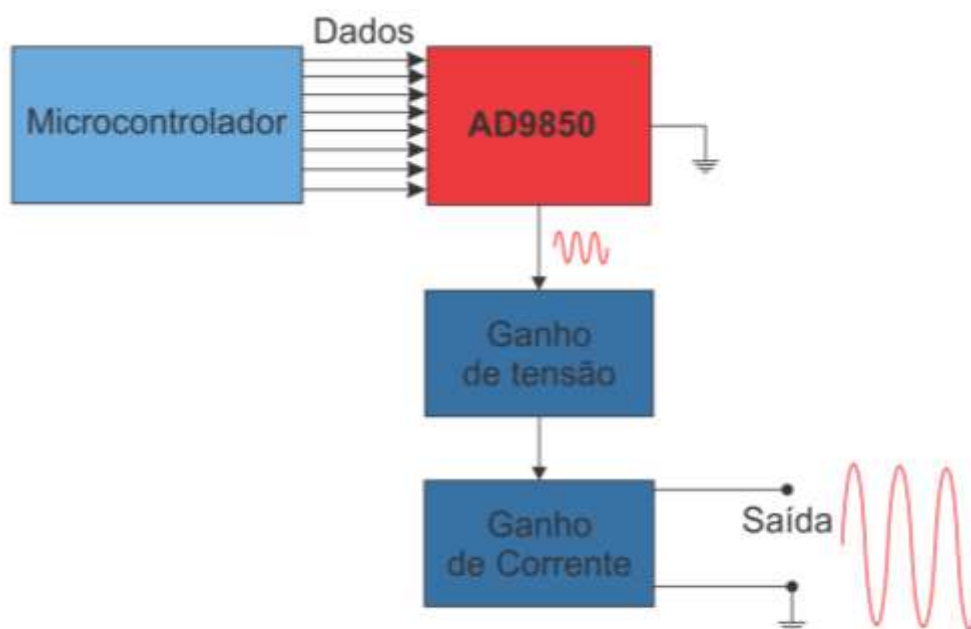 Dados
Microcontrolador
AD9850
Ganho
de tensão
Ganho
de Corrente
Saída